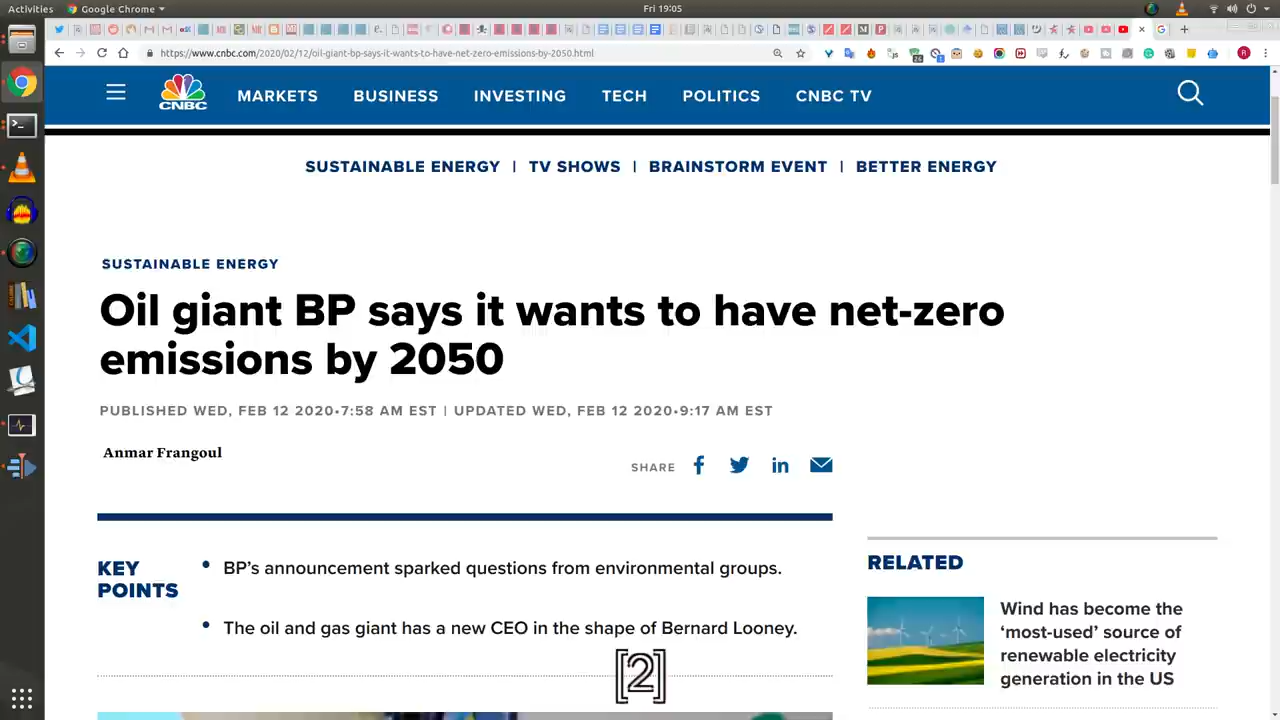 Activities Google Chrome Fri 19:05
https://www.cnbc.com/2020/02/12/oil-giant-bp-says-it-wants-to-have-net-zero-emissions-by-2050.html
CNBC MARKETS BUSINESS INVESTING TECH POLITICS CNBC TV
SUSTAINABLE ENERGY | TV SHOWS | BRAINSTORM EVENT | BETTER ENERGY
SUSTAINABLE ENERGY
Oil giant BP says it wants to have net-zero
emissions by 2050
PUBLISHED WED, FEB 12 2020•7:58 AM EST | UPDATED WED, FEB 12 2020•9:17 AM EST
Anmar Frangoul
SHARE
KEY
POINTS
• BP’s announcement sparked questions from environmental groups.
• The oil and gas giant has a new CEO in the shape of Bernard Looney.
[2]
RELATED
Wind has become the
‘most-used’ source of
renewable electricity
generation in the US